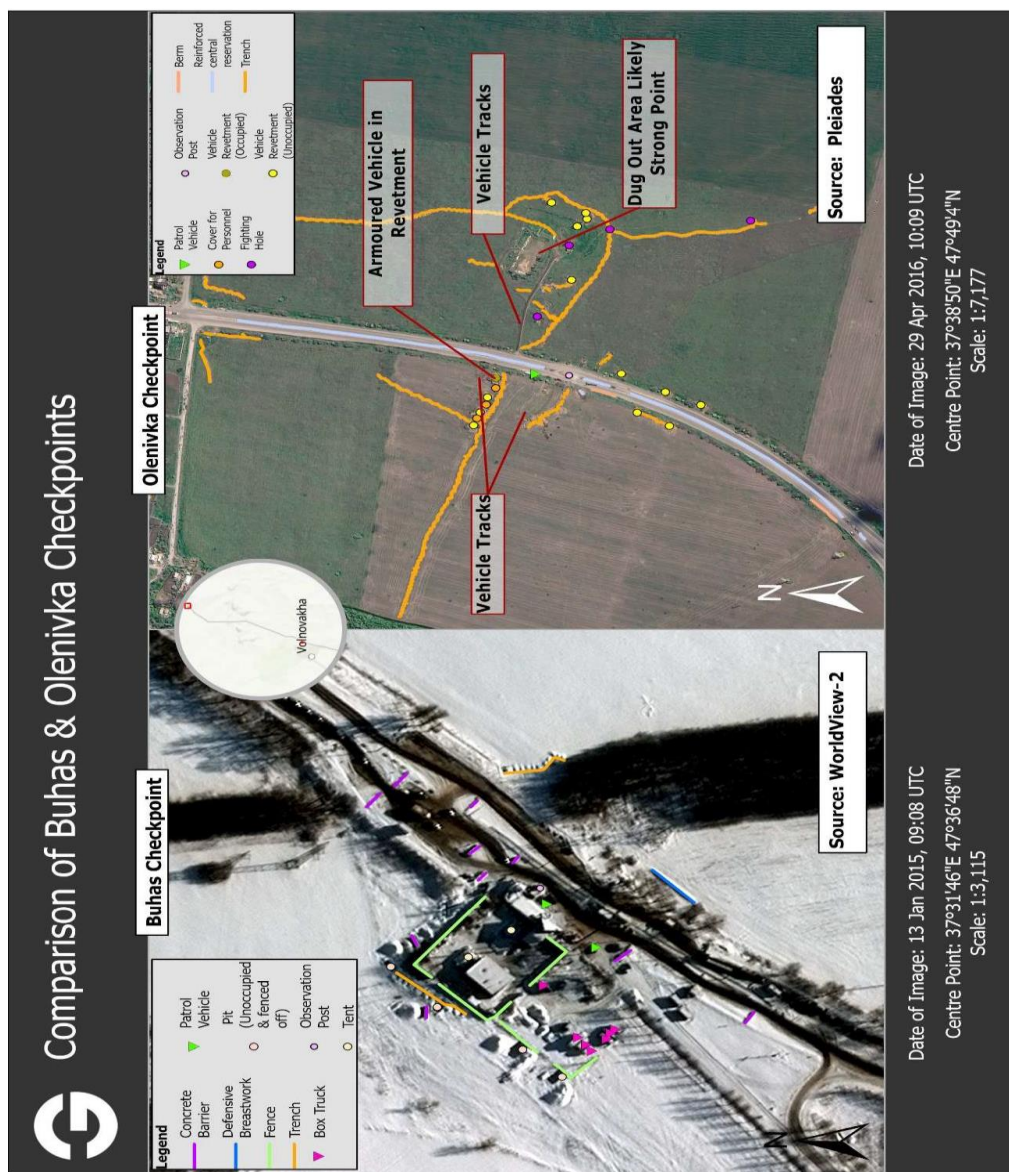 Comparison of Buhas & Olenivka Checkpoints
Buhas Checkpoint
Legend
Concrete
Barrier
Defensive
Breastwork
Fence
Trench
Box Truck
Patrol
Vehicle
Pit
(Unoccupied
& fenced
off)
Observation
Post
Tent
Source: WorldView-2
N
Volnovakha
Olenivka Checkpoint
Legend
Patrol
Vehicle
Cover for
Personnel
Fighting
Hole
Observation
Post
Vehicle
Revetment
(Occupied)
Vehicle
Revetment
(Unoccupied)
Berm
Reinforced
central
reservation
Trench
Armoured Vehicle in
Revetment
Vehicle Tracks
Vehicle Tracks
Dug Out Area Likely
Strong Point
N
Source: Pleiades
Date of Image: 13 Jan 2015, 09:08 UTC
Centre Point: 37°31'46"E 47°36'48"N
Scale: 1:3,115
Date of Image: 29 Apr 2016, 10:09 UTC
Centre Point: 37°38'50"E 47°49'4"N
Scale: 1:7,177